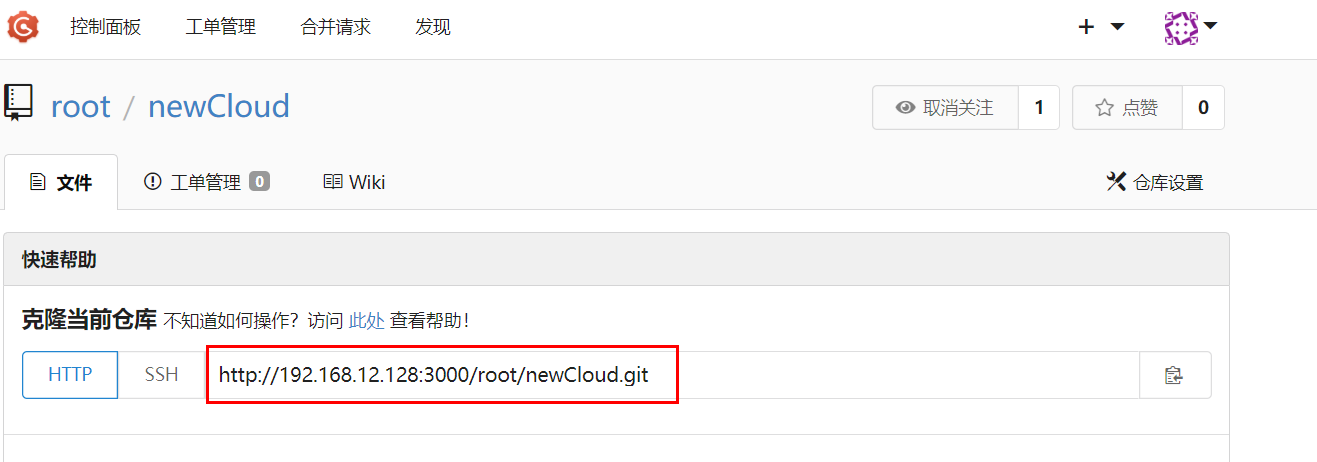 控制面板 工单管理 合并请求 发现
root / newCloud 取消关注 1 点赞 0
文件 工单管理 0 Wiki 仓库设置
快速帮助
克隆当前仓库 不知道如何操作？访问 此处 查看帮助！
HTTP SSH http://192.168.12.128:3000/root/newCloud.git